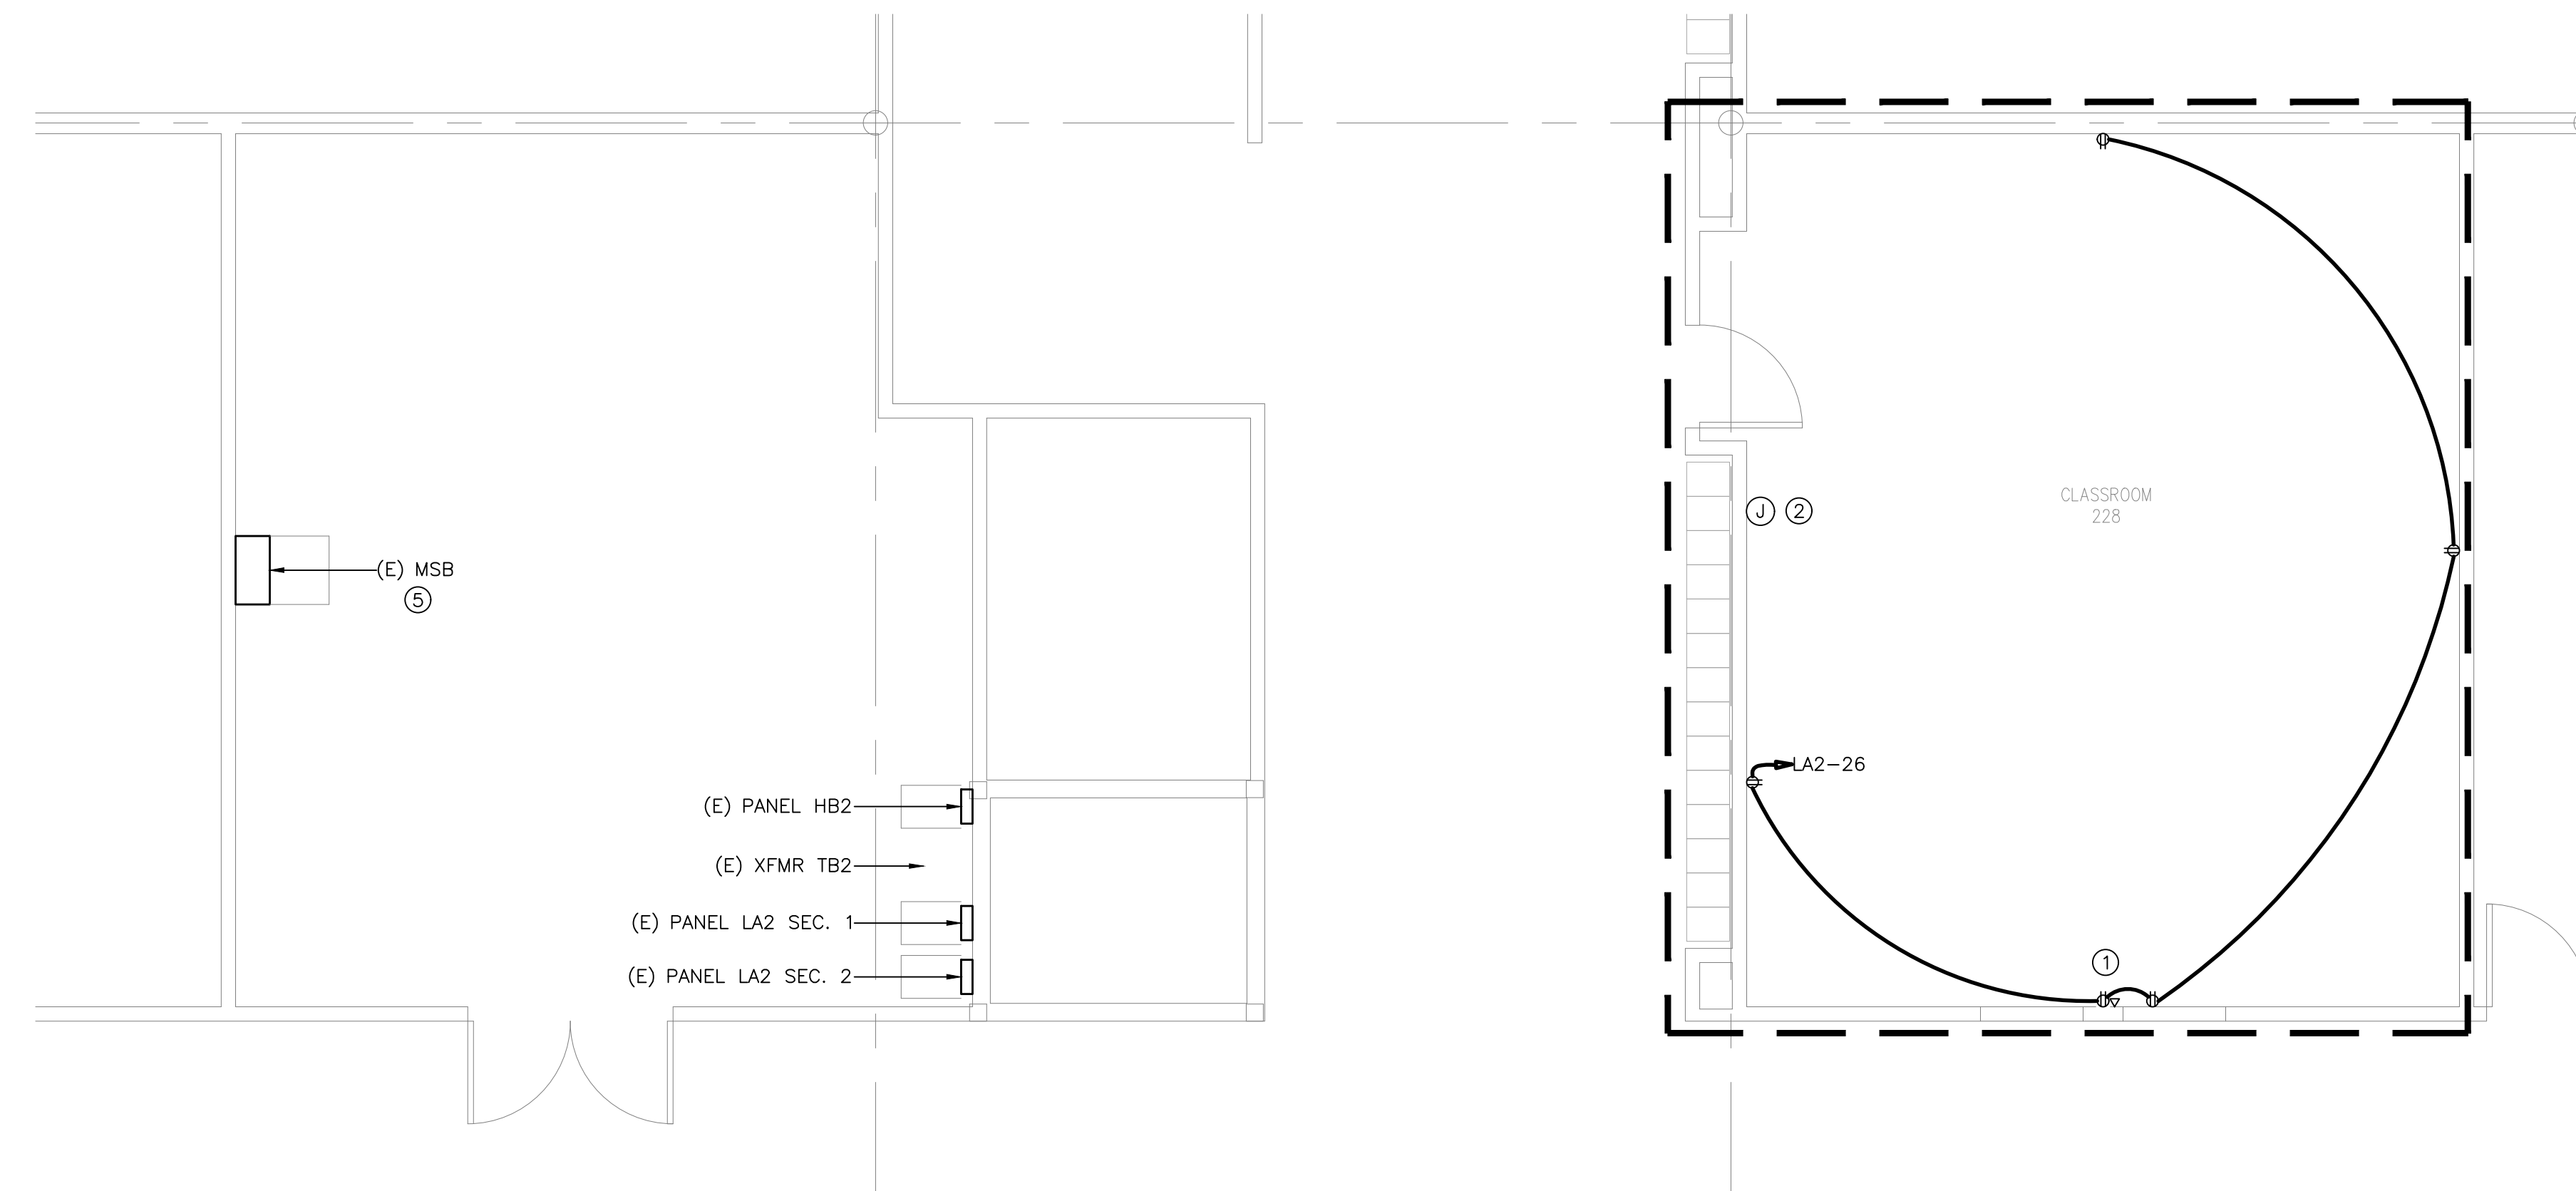 CLASSROOM
228
J 2
(E) MSB
5
LA2-26
(E) PANEL HB2
(E) XFMR TB2
(E) PANEL LA2 SEC. 1
(E) PANEL LA2 SEC. 2
1